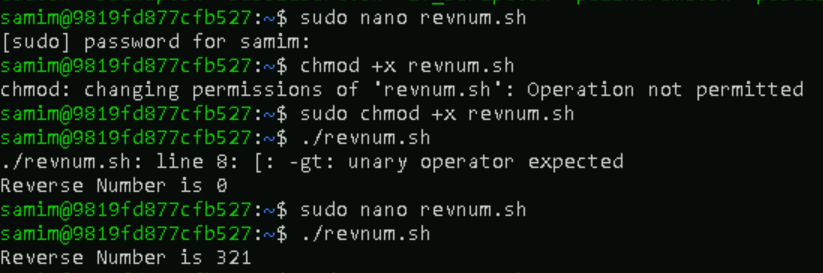 samim@9819fd877cfb527:~$ sudo nano revnum.sh
[sudo] password for samim:
samim@9819fd877cfb527:~$ chmod +x revnum.sh
chmod: changing permissions of 'revnum.sh': Operation not permitted
samim@9819fd877cfb527:~$ sudo chmod +x revnum.sh
samim@9819fd877cfb527:~$ ./revnum.sh
./revnum.sh: line 8: [: -gt: unary operator expected
Reverse Number is 0
samim@9819fd877cfb527:~$ sudo nano revnum.sh
samim@9819fd877cfb527:~$ ./revnum.sh
Reverse Number is 321